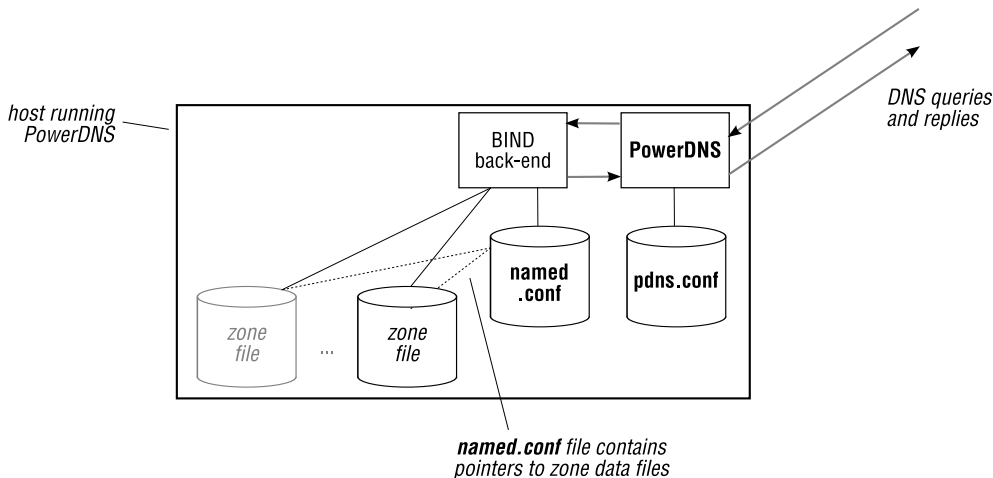 host running
PowerDNS
BIND
back-end
PowerDNS
DNS queries
and replies
named
.conf
pdns.conf
zone
file
...
zone
file
named.conf file contains
pointers to zone data files